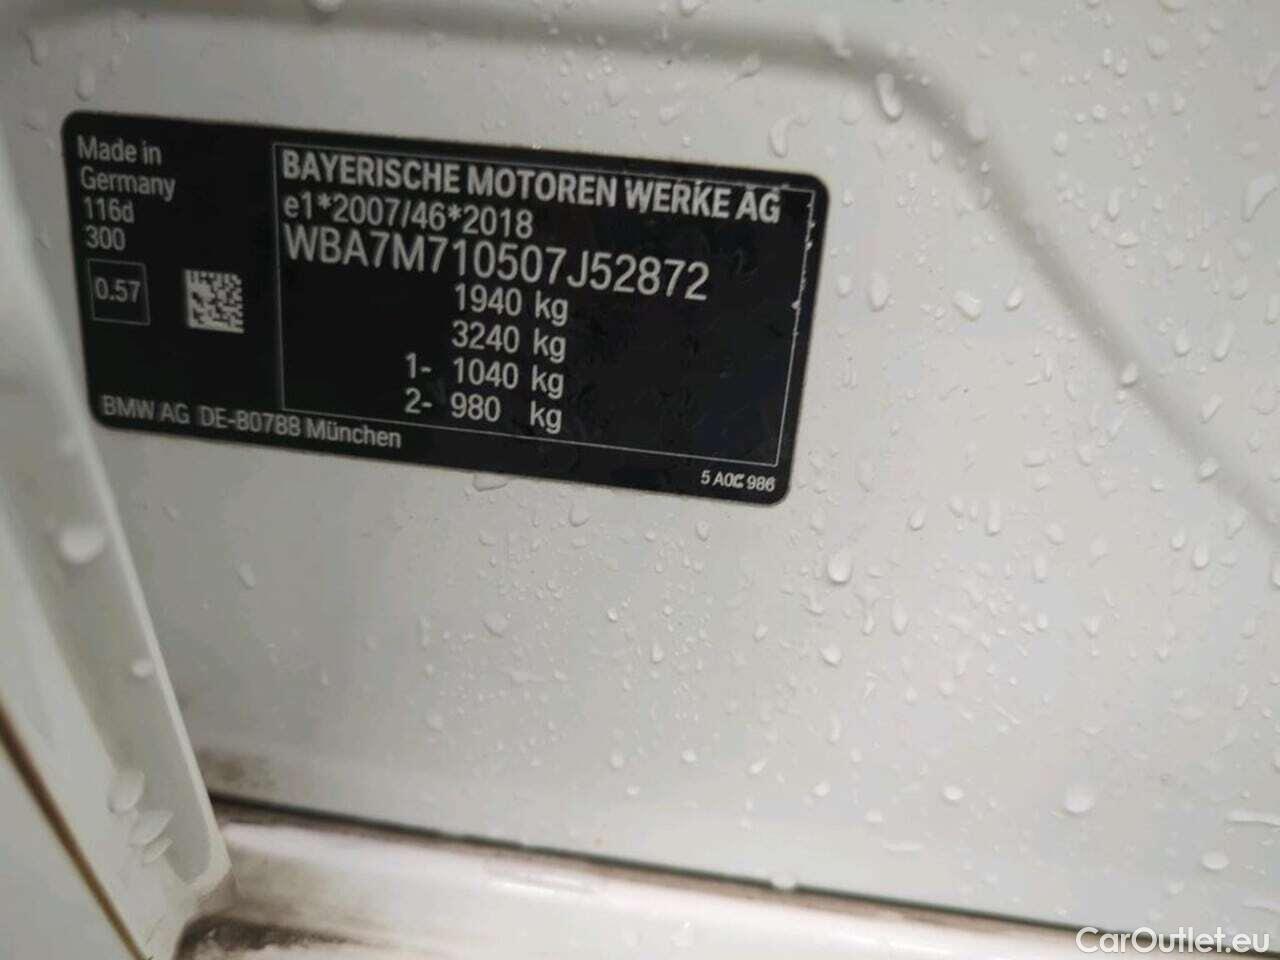 Made in
Germany
116d
300
0.57
BAYERISCHE MOTOREN WERKE AG
e1*2007/46*2018
WBA7M710507J52872
1940 kg
3240 kg
1- 1040 kg
2- 980 kg
BMW AG DE-80788 München
5 A0C 986
CarOutlet.eu